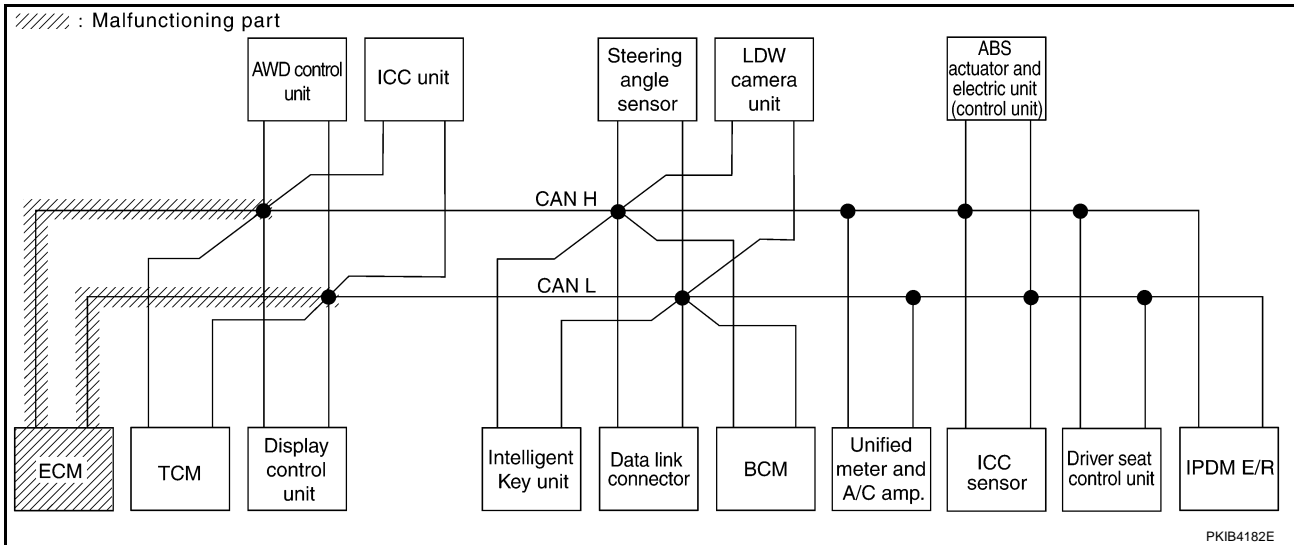 : Malfunctioning part
AWD control
unit
ICC unit
Steering
angle
sensor
LDW
camera
unit
ABS
actuator and
electric unit
(control unit)
CAN H
CAN L
ECM
TCM
Display
control
unit
Intelligent
Key unit
Data link
connector
BCM
Unified
meter and
A/C amp.
ICC
sensor
Driver seat
control unit
IPDM E/R
PKIB4182E